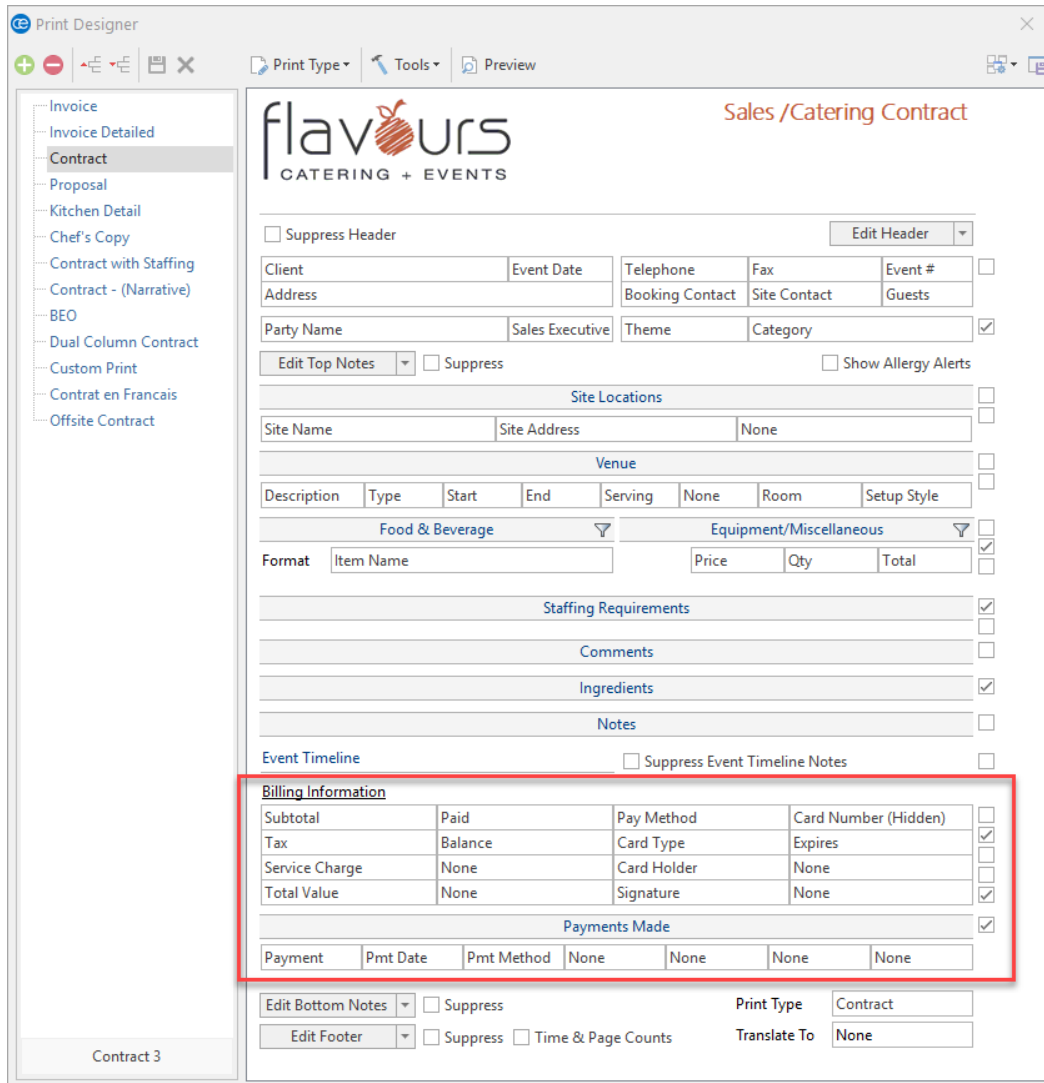 Print Designer
Print Type Tools Preview
Invoice
Invoice Detailed
Contract
Proposal
Kitchen Detail
Chef's Copy
Contract with Staffing
Contract - (Narrative)
BEO
Dual Column Contract
Custom Print
Contrat en Francais
Offsite Contract
Contract 3
flavours
CATERING + EVENTS
Sales /Catering Contract
Suppress Header Edit Header
Client Event Date Telephone Fax Event #
Address Booking Contact Site Contact Guests
Party Name Sales Executive Theme Category
Edit Top Notes Suppress Show Allergy Alerts
Site Locations
Site Name Site Address None
Venue
Description Type Start End Serving None Room Setup Style
Food & Beverage Equipment/Miscellaneous
Format Item Name Price Qty Total
Staffing Requirements
Comments
Ingredients
Notes
Event Timeline Suppress Event Timeline Notes
Billing Information
Subtotal Paid Pay Method Card Number (Hidden)
Tax Balance Card Type Expires
Service Charge None Card Holder None
Total Value None Signature None
Payments Made
Payment Pmt Date Pmt Method None None None None
Edit Bottom Notes Suppress Print Type Contract
Edit Footer Suppress Time & Page Counts Translate To None